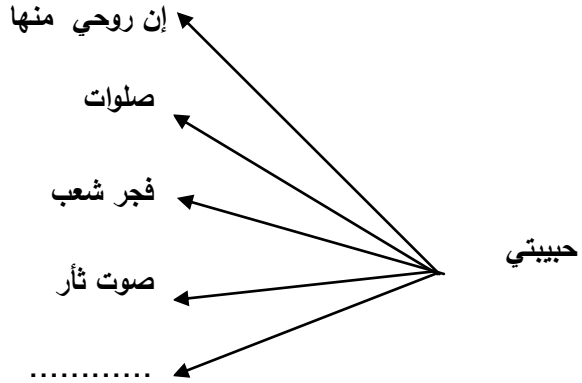 إن روحي منها
صلوات
فجر شعب
حبيبتي
صوت ثأر
............